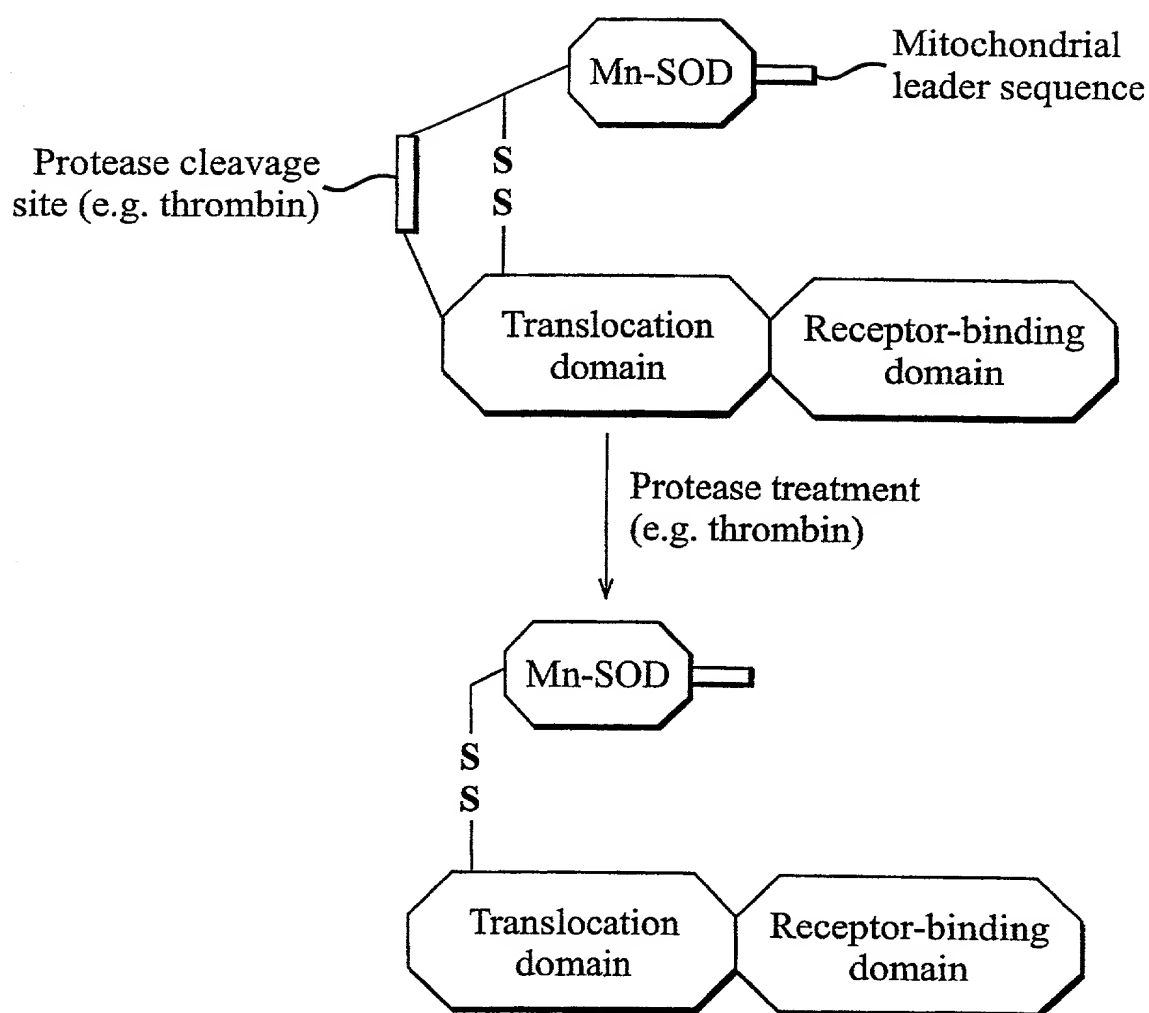 Mn-SOD
Mitochondrial
leader sequence
Protease cleavage
site (e.g. thrombin)
S
S
Translocation
domain
Receptor-binding
domain
Protease treatment
(e.g. thrombin)
Mn-SOD
S
S
Translocation
domain
Receptor-binding
domain